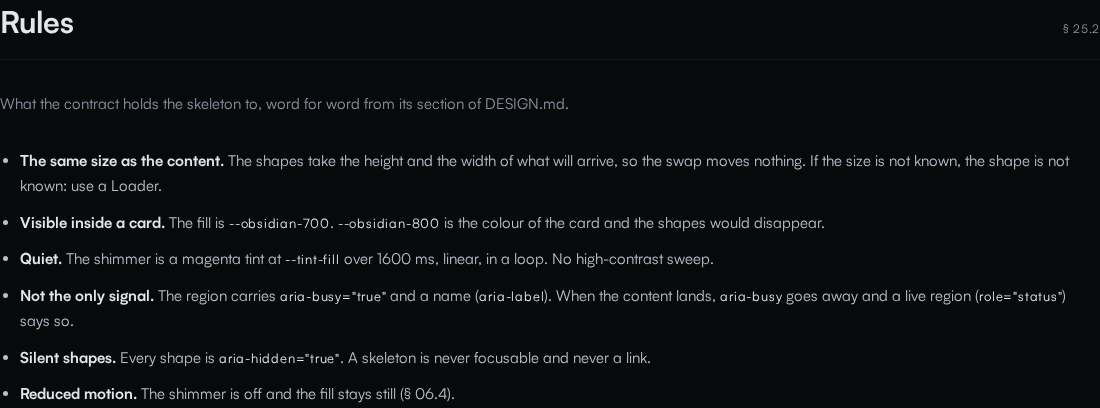 Rules
§ 25.2
What the contract holds the skeleton to, word for word from its section of DESIGN.md.
• The same size as the content. The shapes take the height and the width of what will arrive, so the swap moves nothing. If the size is not known, the shape is not
known: use a Loader.
• Visible inside a card. The fill is --obsidian-700. --obsidian-800 is the colour of the card and the shapes would disappear.
• Quiet. The shimmer is a magenta tint at --tint-fill over 1600 ms, linear, in a loop. No high-contrast sweep.
• Not the only signal. The region carries aria-busy="true" and a name (aria-label). When the content lands, aria-busy goes away and a live region (role="status")
says so.
• Silent shapes. Every shape is aria-hidden="true". A skeleton is never focusable and never a link.
• Reduced motion. The shimmer is off and the fill stays still (§ 06.4).